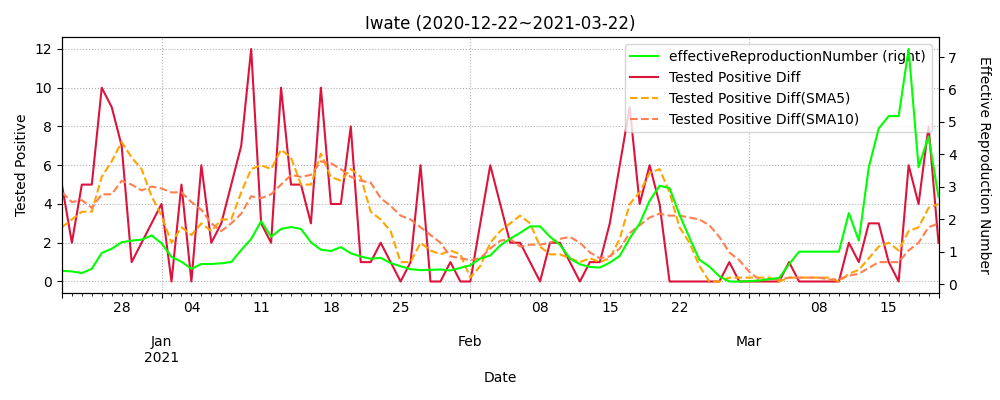 Iwate (2020-12-22~2021-03-22)
effectiveReproductionNumber (right)
Tested Positive Diff
Tested Positive Diff(SMA5)
Tested Positive Diff(SMA10)
Tested Positive
12
10
8
6
4
2
0
7
6
5
4
3
2
1
0
Effective Reproduction Number
28 04 11 18 25 08 15 22 08 15
Jan Feb Mar
2021
Date